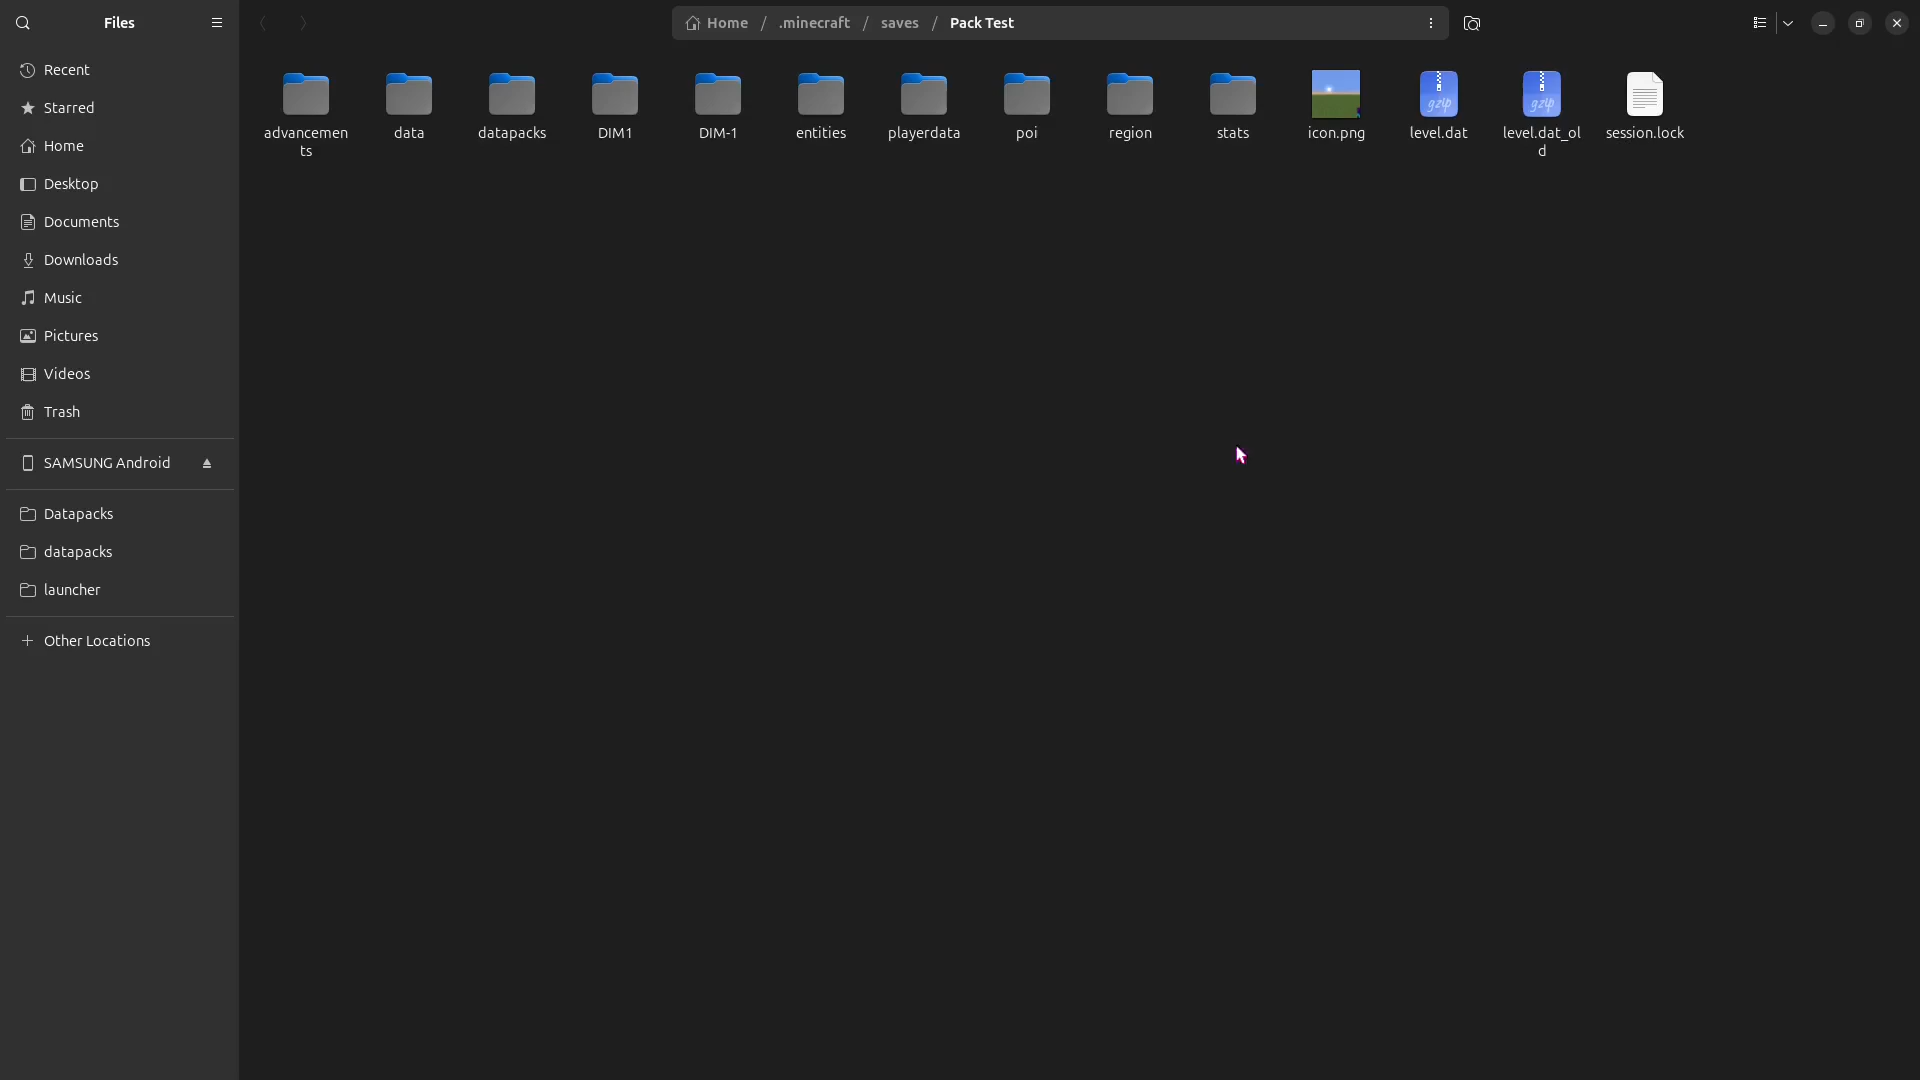 Files
Home / .minecraft / saves / Pack Test
Recent
Starred
Home
Desktop
Documents
Downloads
Music
Pictures
Videos
Trash
SAMSUNG Android
Datapacks
datapacks
launcher
Other Locations
advancemen
ts
data
datapacks
DIM1
DIM-1
entities
playerdata
poi
region
stats
icon.png
gzip
level.dat
gzip
level.dat_ol
d
session.lock